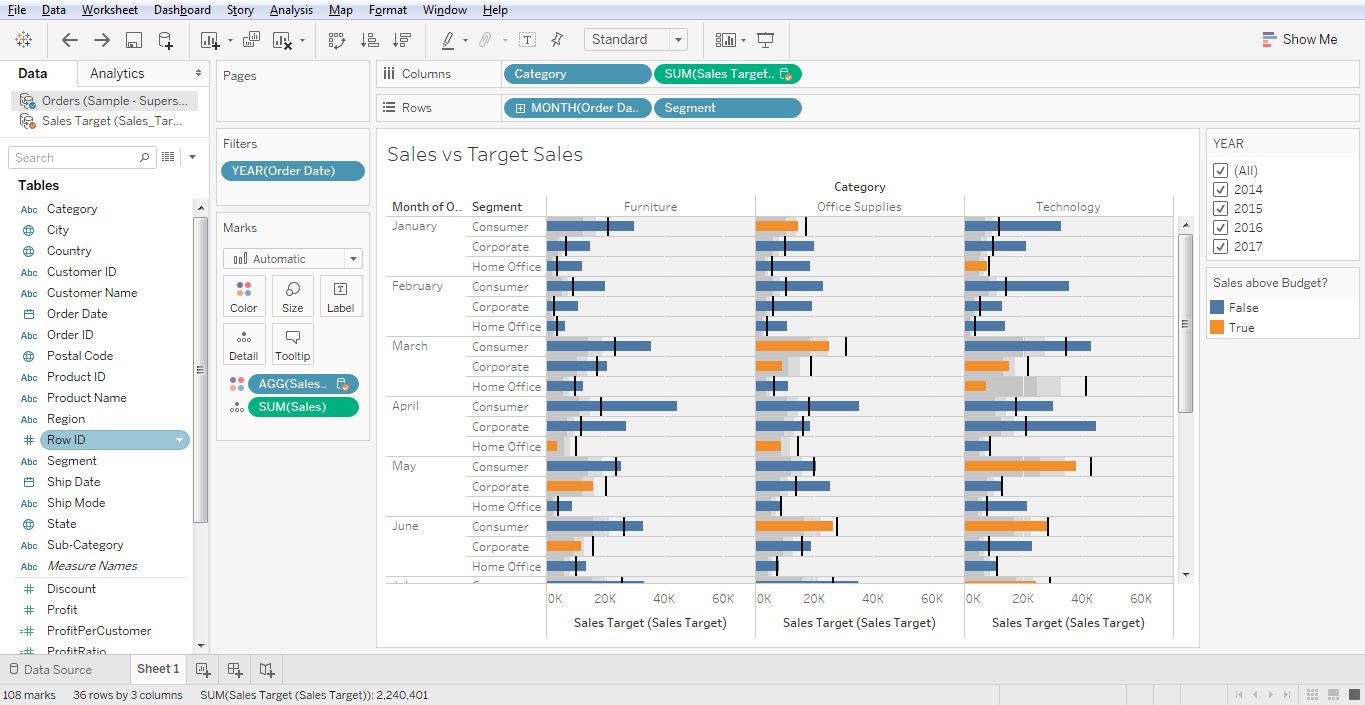 File Data Worksheet Dashboard Story Analysis Map Format Window Help
Standard
Show Me
Data Analytics
Orders (Sample - Supers...
Sales Target (Sales_Tar...
Search
Tables
Abc Category
City
Country
Abc Customer ID
Abc Customer Name
Order Date
Abc Order ID
Postal Code
Abc Product ID
Abc Product Name
Abc Region
# Row ID
Abc Segment
Ship Date
Abc Ship Mode
State
Abc Sub-Category
Abc Measure Names
# Discount
# Profit
=# ProfitPerCustomer
=# ProfitRatio
Pages
Filters
YEAR(Order Date)
Marks
Automatic
Color Size Label
Detail Tooltip
AGG(Sales..
SUM(Sales)
Columns Category SUM(Sales Target..
Rows MONTH(Order Da.. Segment
Sales vs Target Sales
Category
Month of O.. Segment Furniture Office Supplies Technology
January Consumer
Corporate
Home Office
February Consumer
Corporate
Home Office
March Consumer
Corporate
Home Office
April Consumer
Corporate
Home Office
May Consumer
Corporate
Home Office
June Consumer
Corporate
Home Office
0K 20K 40K 60K 0K 20K 40K 60K 0K 20K 40K 60K
Sales Target (Sales Target) Sales Target (Sales Target) Sales Target (Sales Target)
YEAR
(All)
2014
2015
2016
2017
Sales above Budget?
False
True
Data Source Sheet 1
108 marks 36 rows by 3 columns SUM(Sales Target (Sales Target)): 2,240,401